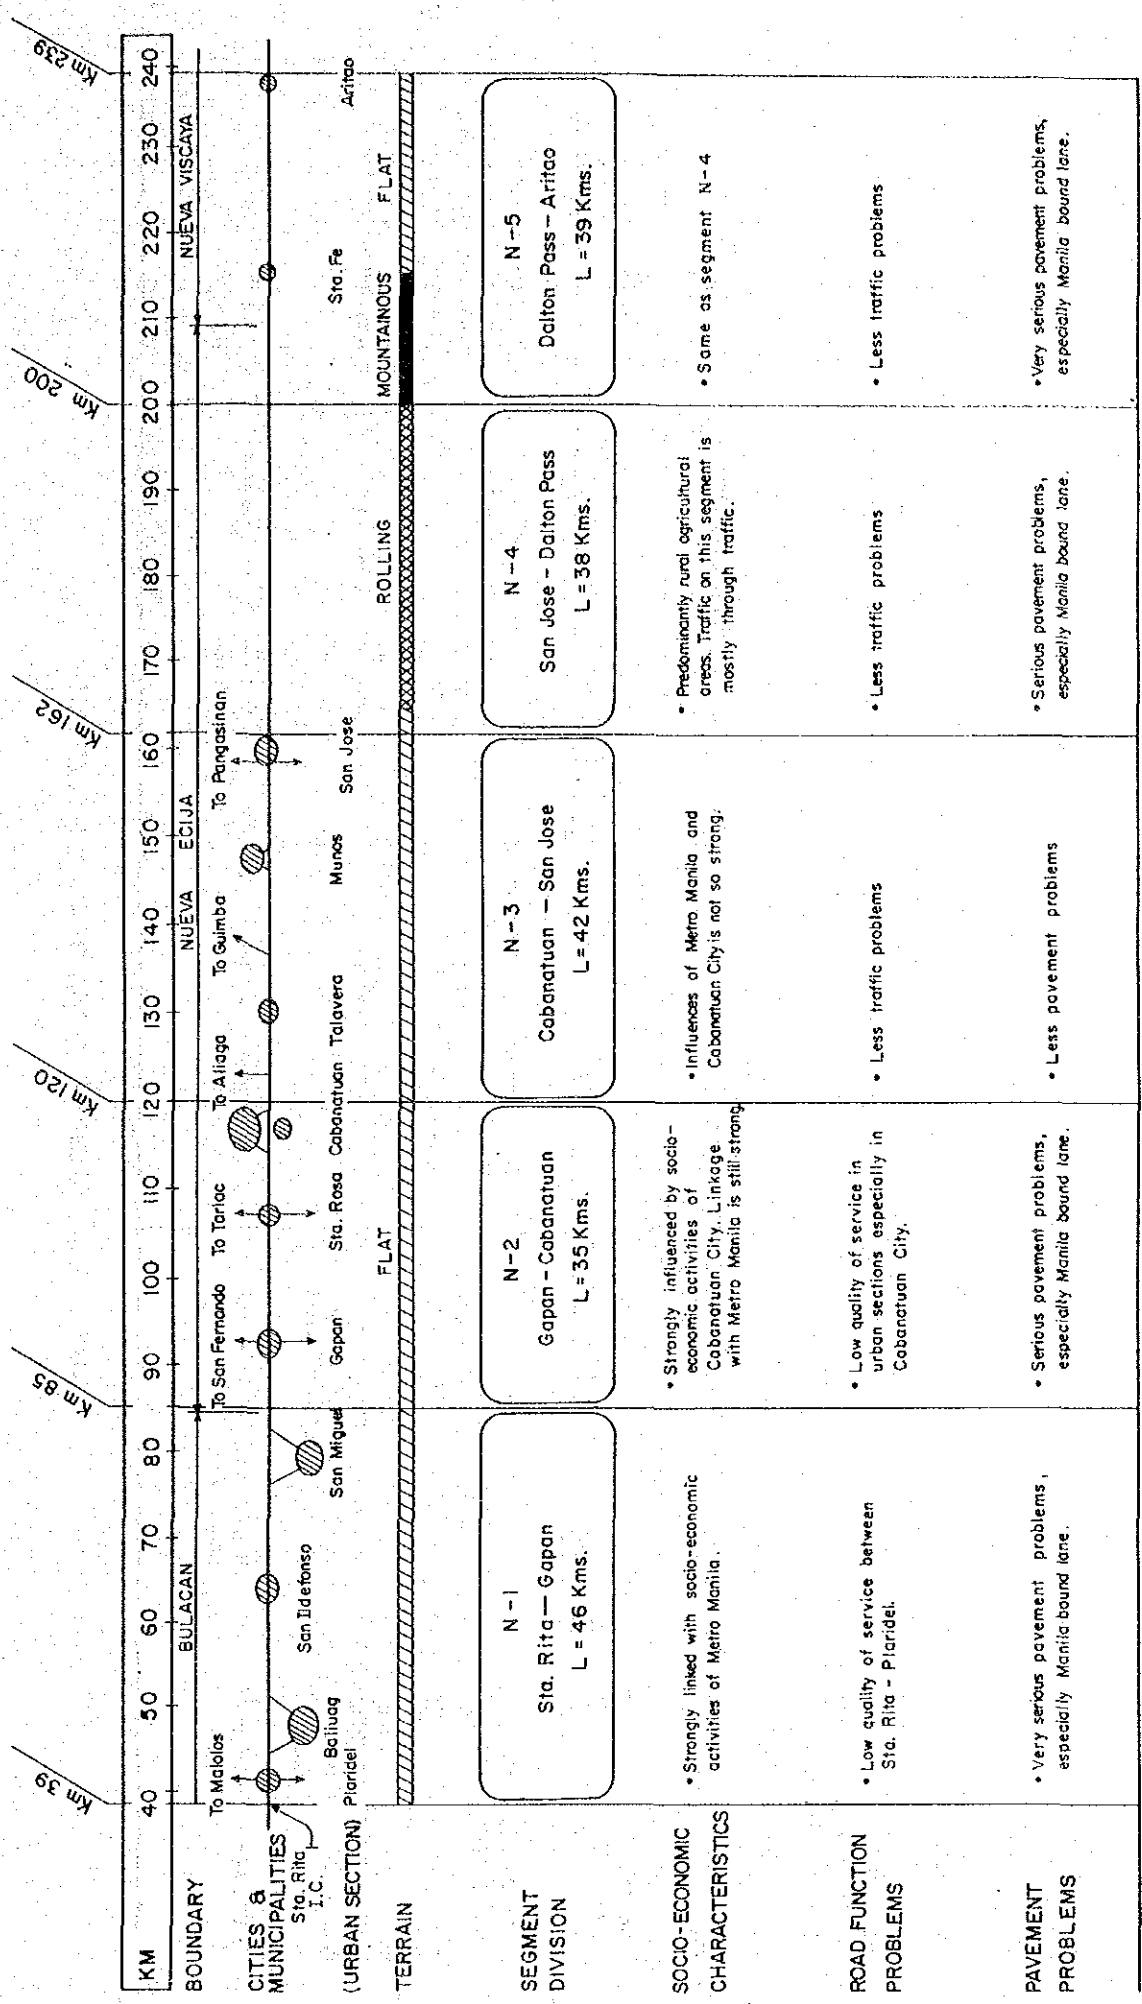 Km 39
Km 85
Km 120
Km 162
Km 200
Km 239
KM
40 50 60 70 80 90 100 110 120 130 140 150 160 170 180 190 200 210 220 230 240
BOUNDARY
BULACAN
NUEVA ECIJA
NUEVA VISCAYA
CITIES &
MUNICIPALITIES
Sta. Rita
I.C.
To Malolos
To San Fernando
To Tarlac
To Aliaga
To Guimba
To Pangasinan
(URBAN SECTION)
Plaridel
Baliuag
San Ildefonso
San Miguel
Gapan
Sta. Rosa
Cabanatuan
Talavera
Munos
San Jose
Sta. Fe
Aritao
TERRAIN
FLAT
ROLLING
MOUNTAINOUS
FLAT
SEGMENT
DIVISION
N-1
Sta. Rita — Gapan
L = 46 Kms.
N-2
Gapan - Cabanatuan
L = 35 Kms.
N-3
Cabanatuan — San Jose
L = 42 Kms.
N-4
San Jose - Dalton Pass
L = 38 Kms.
N-5
Dalton Pass - Aritao
L = 39 Kms.
SOCIO-ECONOMIC
CHARACTERISTICS
• Strongly linked with socio-economic
activities of Metro Manila.
• Strongly influenced by socio-
economic activities of
Cabanatuan City. Linkage
with Metro Manila is still strong
• Influences of Metro Manila and
Cabanatuan City is not so strong.
• Predominantly rural agricultural
areas. Traffic on this segment is
mostly through traffic.
• Same as segment N-4
ROAD FUNCTION
PROBLEMS
• Low quality of service between
Sta. Rita - Plaridel.
• Low quality of service in
urban sections especially in
Cabanatuan City.
• Less traffic problems
• Less traffic problems
• Less traffic problems
PAVEMENT
PROBLEMS
• Very serious pavement problems,
especially Manila bound lane.
• Serious pavement problems,
especially Manila bound lane.
• Less pavement problems
• Serious pavement problems,
especially Manila bound lane.
• Very serious pavement problems,
especially Manila bound lane.